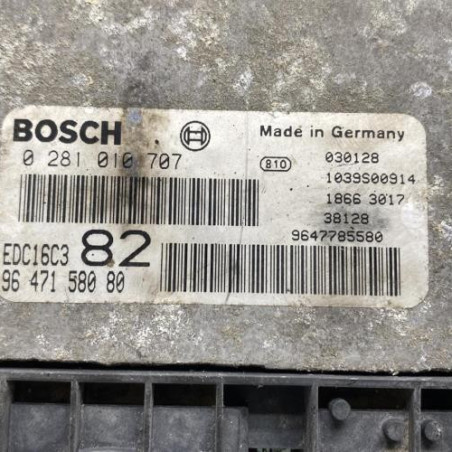 BOSCH
Made in Germany
0 281 010 707
B10
030128
1039S00914
1866 3017
38128
9647785580
EDC16C3
82
96 471 580 80